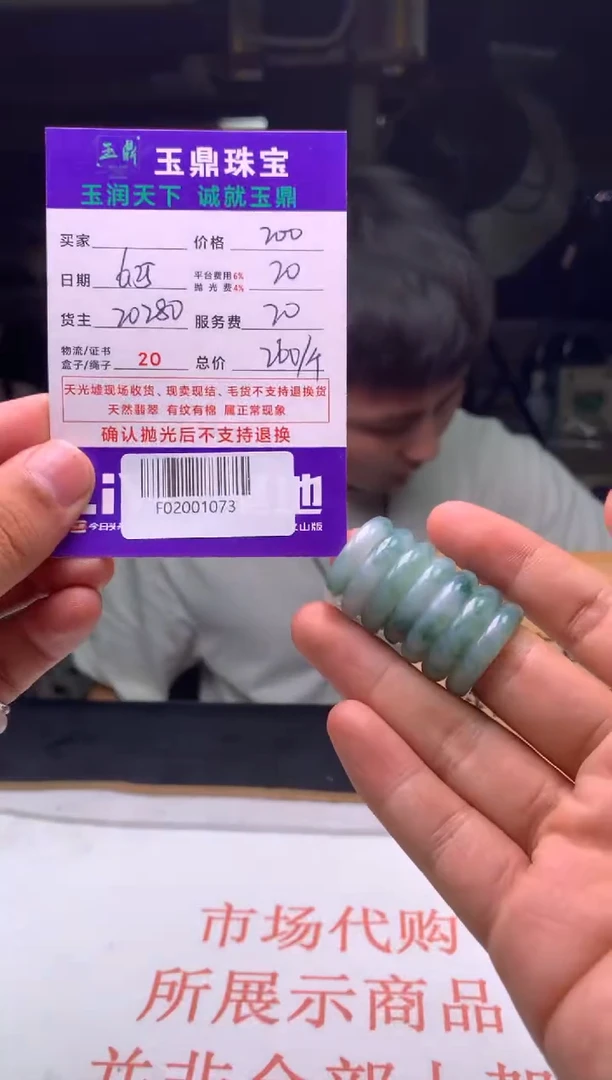 玉鼎
玉鼎珠宝
玉润天下 诚就玉鼎
买家 价格 200
日期 平台费用6% 抛光费4% 20
货主 20280 服务费 20
物流/证书
盒子/绳子 20 总价 260/4
天光墟现场收货、现卖现结、毛货不支持退换货
天然翡翠 有纹有棉 属正常现象
确认抛光后不支持退换
F02001073
市场代购
所展示商品